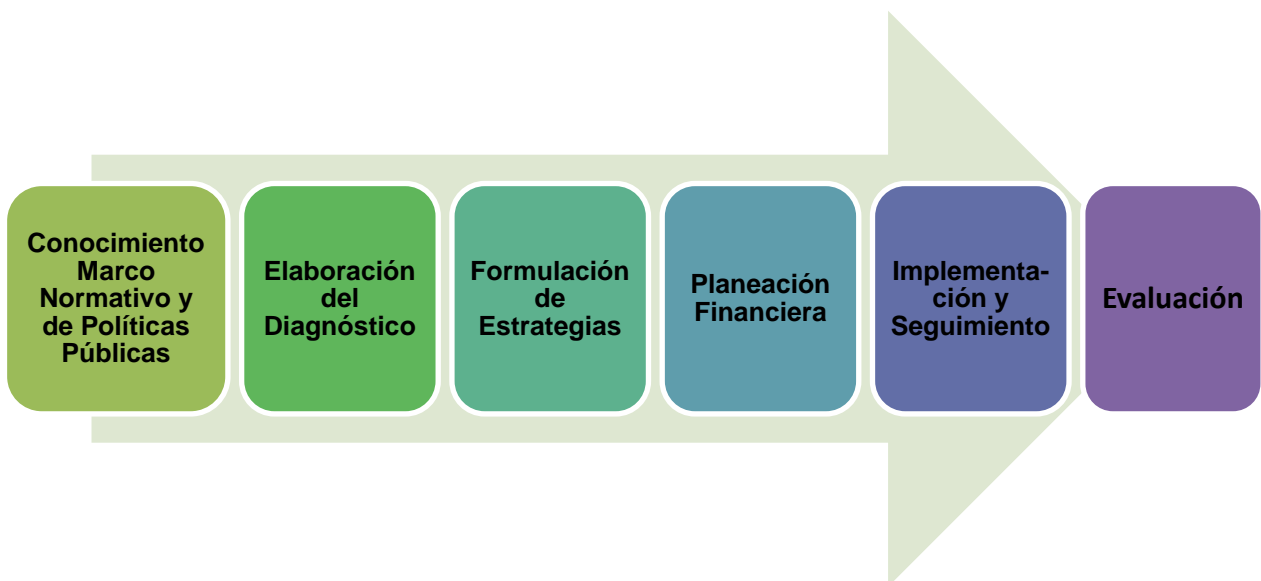 Conocimiento
Marco
Normativo y
de Políticas
Públicas
Elaboración
del
Diagnóstico
Formulación
de
Estrategias
Planeación
Financiera
Implementa-
ción y
Seguimiento
Evaluación